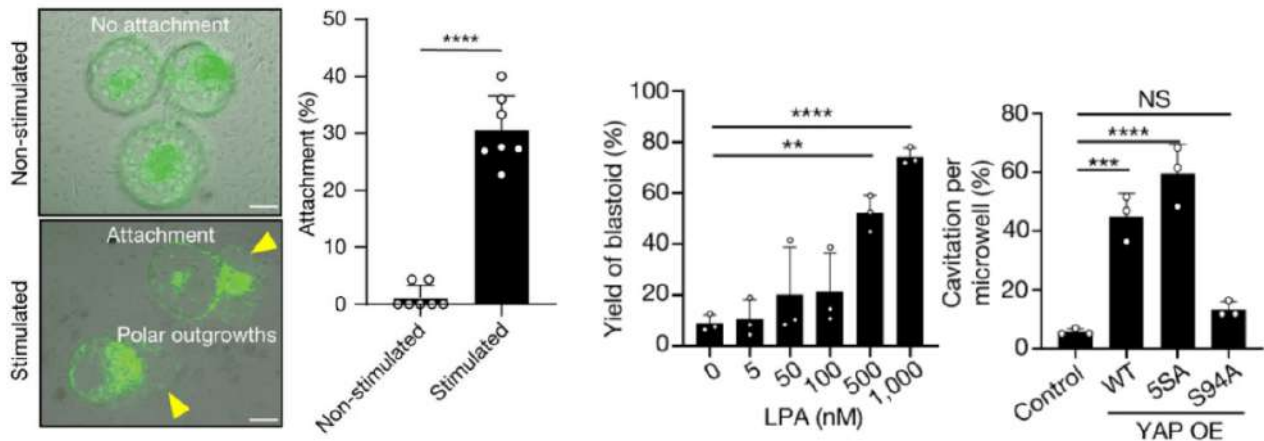 Non-stimulated
No attachment
Stimulated
Attachment
Polar outgrowths
Attachment (%)
50
40
30
20
10
0
****
Non-stimulated
Stimulated
Yield of blastoid (%)
100
80
60
40
20
0
****
**
0
5
50
100
500
1,000
LPA (nM)
Cavitation per
microwell (%)
80
60
40
20
0
NS
****
***
Control
WT
5SA
S94A
YAP OE